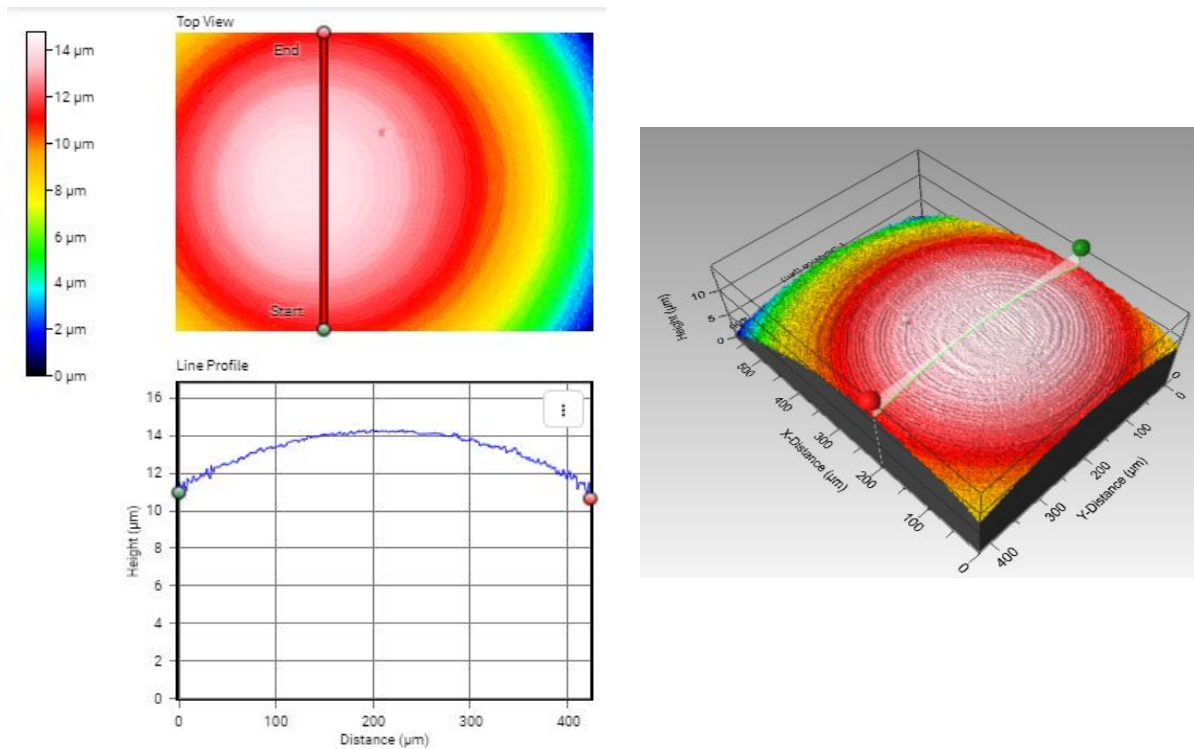 Top View
14 µm
12 µm
10 µm
8 µm
6 µm
4 µm
2 µm
0 µm
End
Start
Line Profile
16
14
12
10
8
6
4
2
0
Height (µm)
0
100
200
300
400
Distance (µm)
Height (µm)
10
5
0
500
400
300
200
100
0
X-Distance (µm)
0
0
100
200
300
400
Y-Distance (µm)